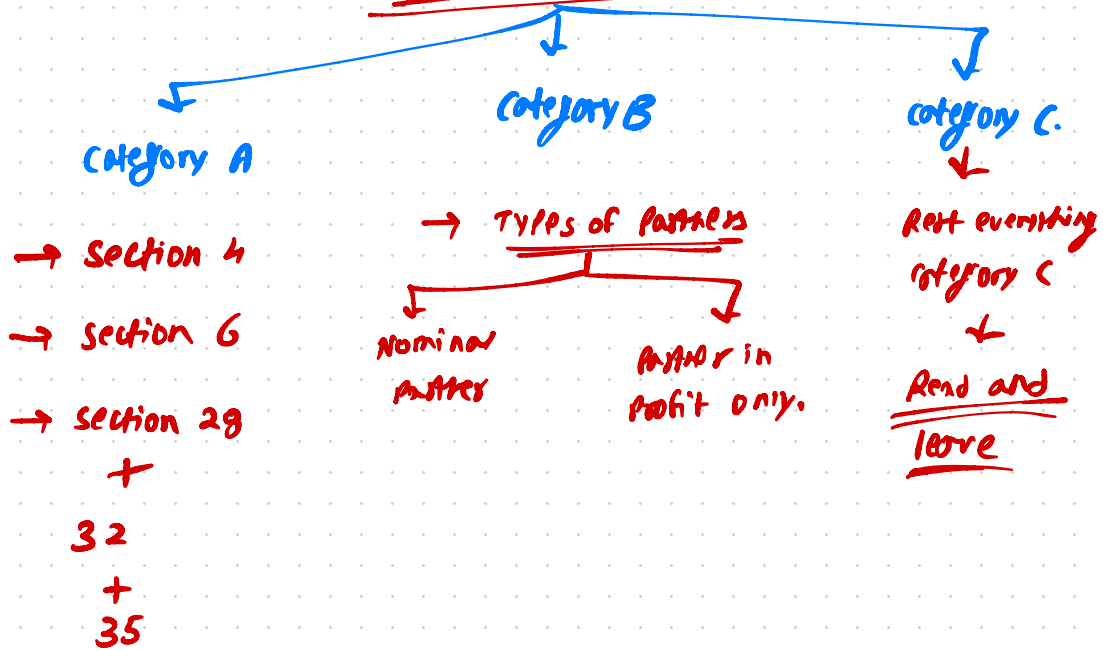 Category A
→ Section 4
→ Section 6
→ Section 28
+
32
+
35
Category B
→ Types of Partners
Nominal
Partner
Partner in
Profit only.
Category C.
Rest everything
Category C
Read and
leave